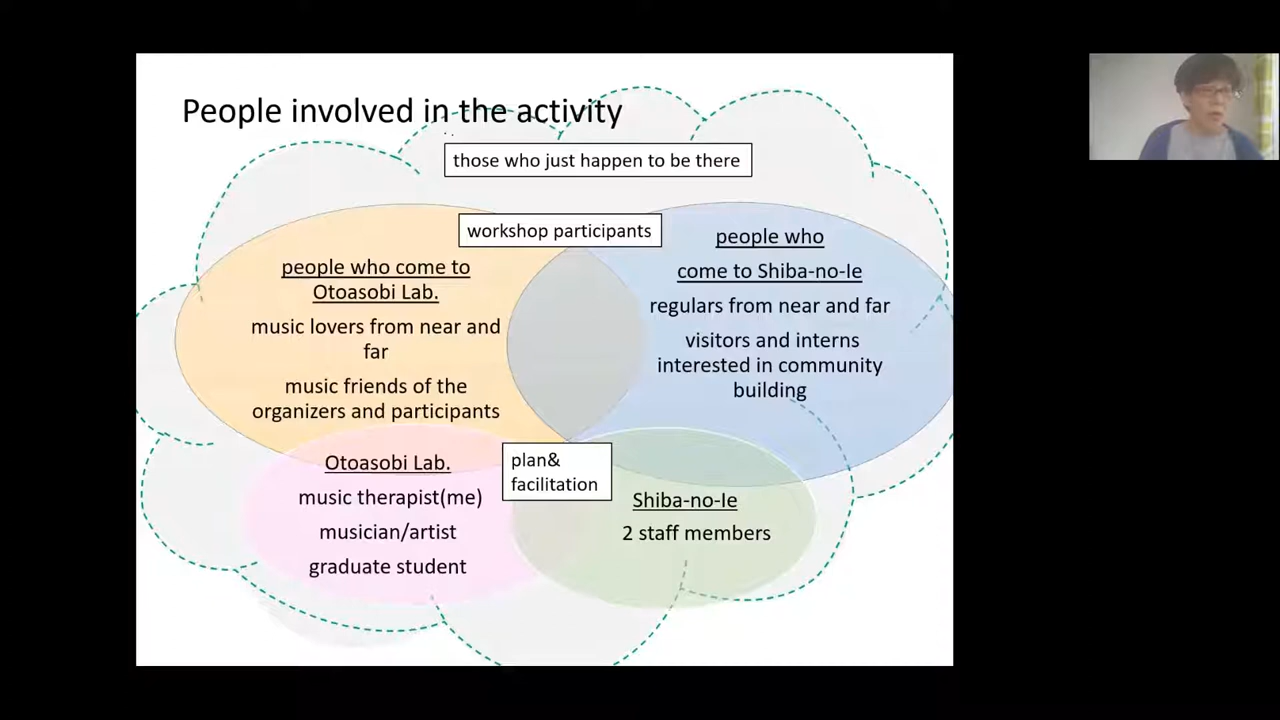 People involved in the activity
those who just happen to be there
workshop participants
people who come to
Otoasobi Lab.
music lovers from near and
far
music friends of the
organizers and participants
people who
come to Shiba-no-Ie
regulars from near and far
visitors and interns
interested in community
building
plan&
facilitation
Otoasobi Lab.
music therapist(me)
musician/artist
graduate student
Shiba-no-Ie
2 staff members